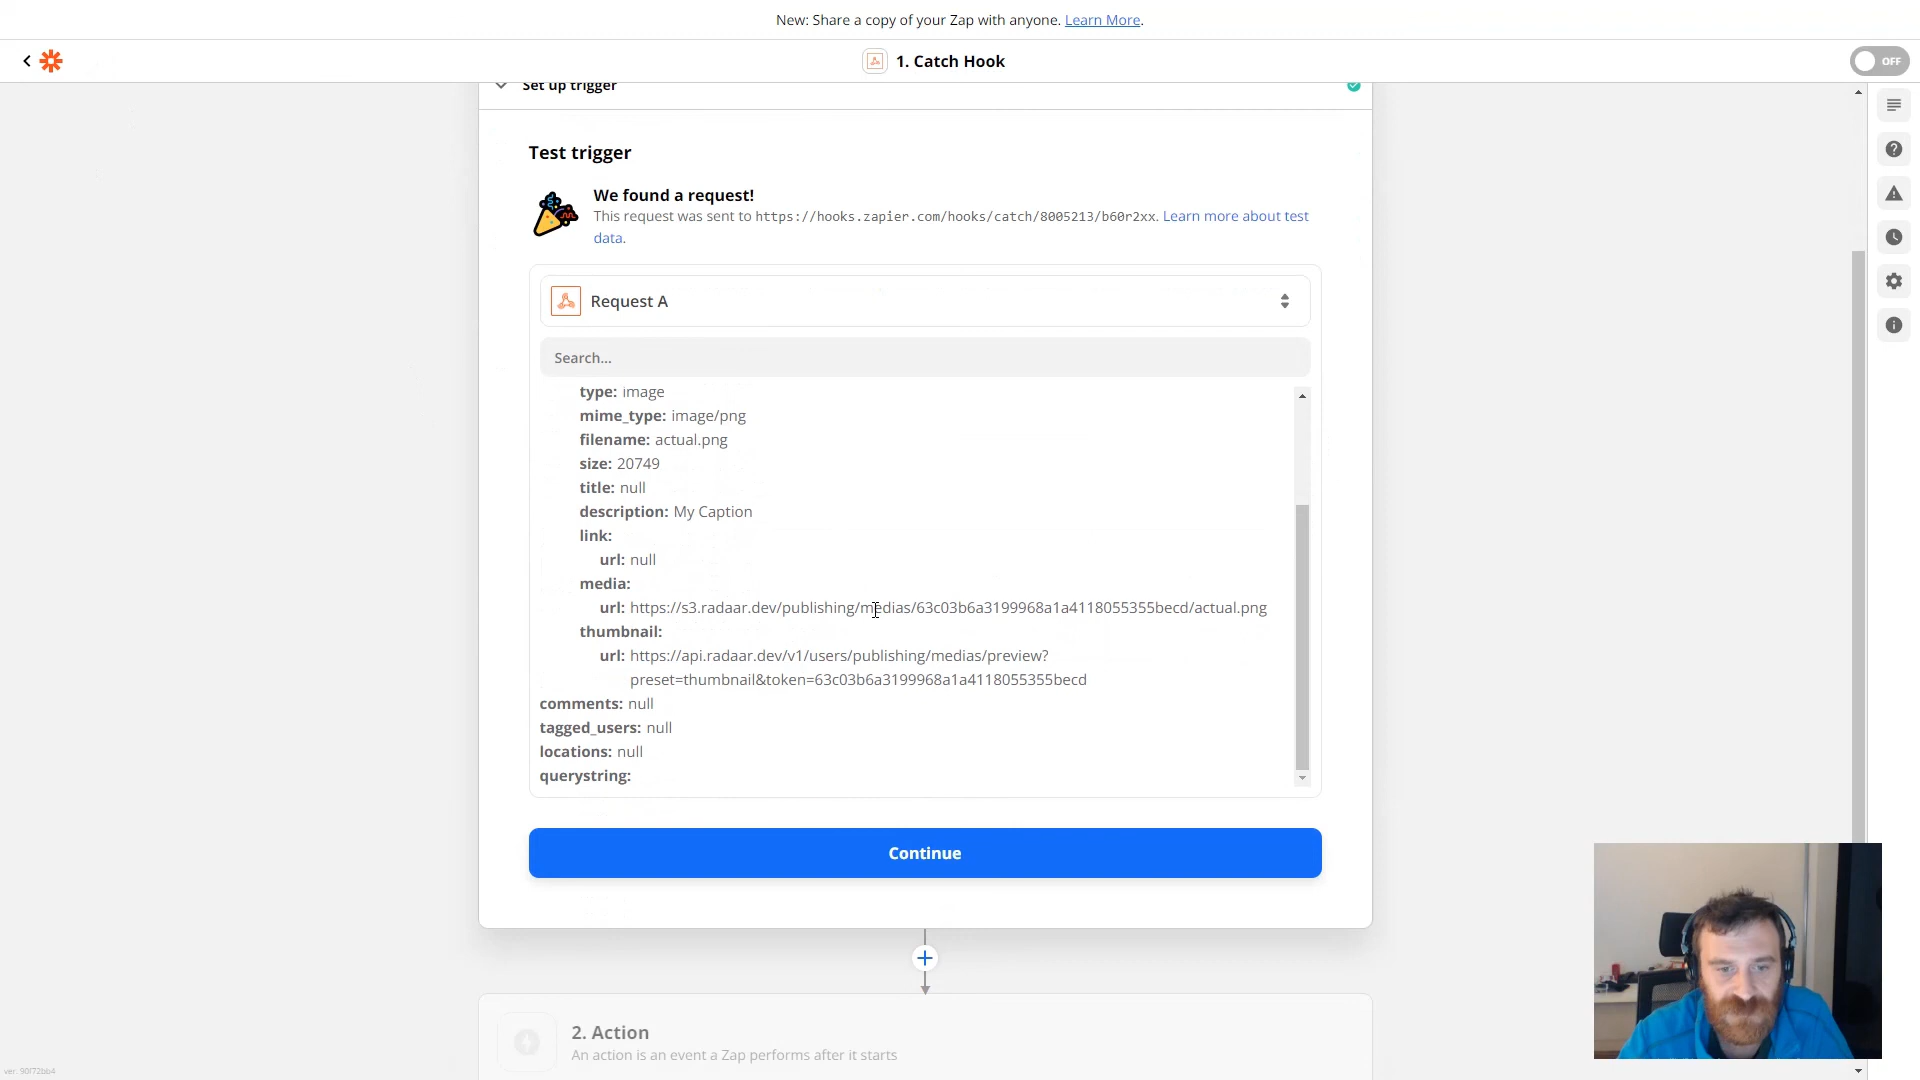 New: Share a copy of your Zap with anyone. Learn More.
1. Catch Hook
OFF
Set up trigger
Test trigger
We found a request!
This request was sent to https://hooks.zapier.com/hooks/catch/8005213/b60r2xx. Learn more about test
data.
Request A
Search...
type: image
mime_type: image/png
filename: actual.png
size: 20749
title: null
description: My Caption
link:
url: null
media:
url: https://s3.radaar.dev/publishing/medias/63c03b6a3199968a1a4118055355becd/actual.png
thumbnail:
url: https://api.radaar.dev/v1/users/publishing/medias/preview?
preset=thumbnail&token=63c03b6a3199968a1a4118055355becd
comments: null
tagged_users: null
locations: null
querystring:
Continue
2. Action
An action is an event a Zap performs after it starts
ver. 90f72bb4